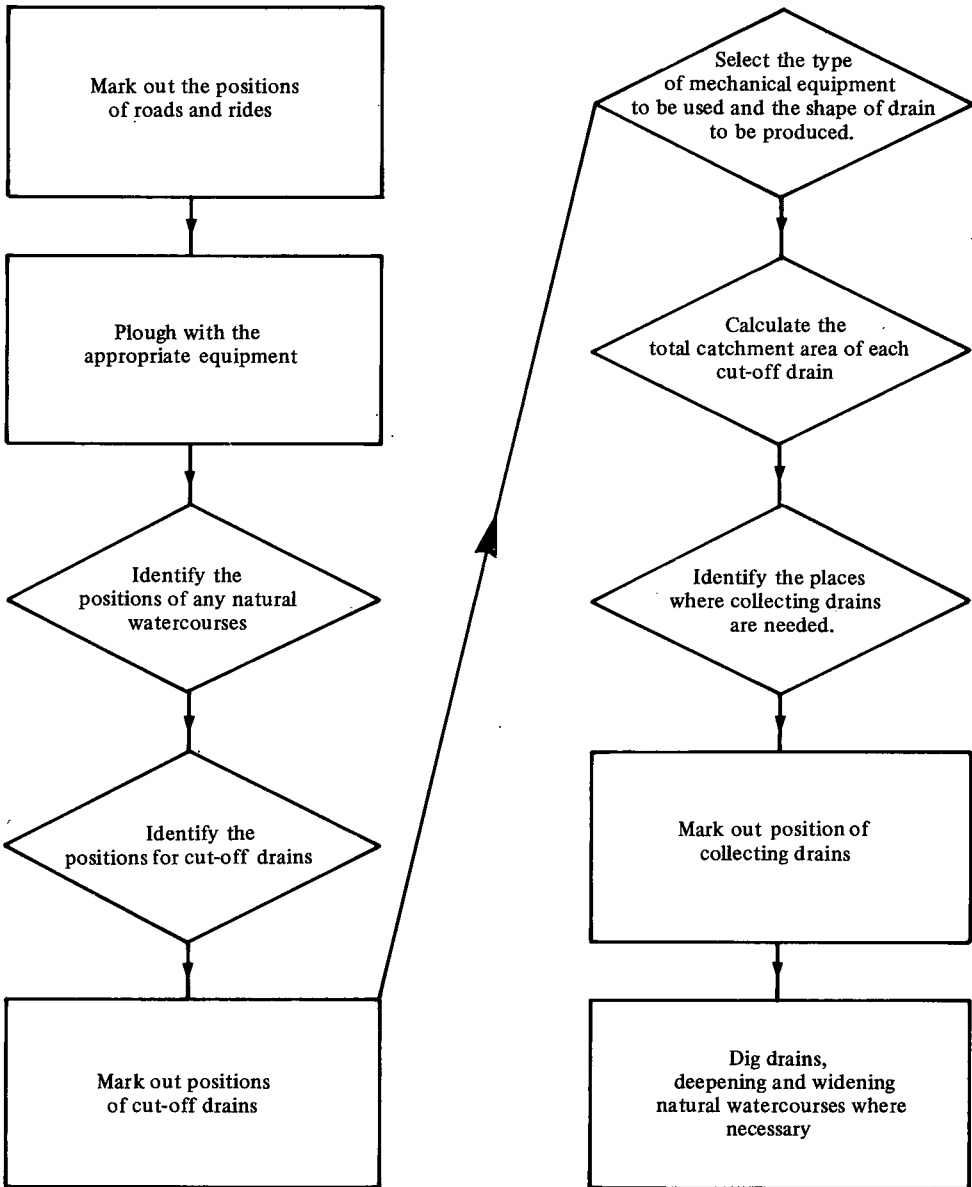 Mark out the positions
of roads and rides
Plough with the
appropriate equipment
Identify the
positions of any natural
watercourses
Identify the
positions for cut-off drains
Mark out positions
of cut-off drains
Select the type
of mechanical equipment
to be used and the shape of drain
to be produced.
Calculate the
total catchment area of each
cut-off drain
Identify the places
where collecting drains
are needed.
Mark out position of
collecting drains
Dig drains,
deepening and widening
natural watercourses where
necessary